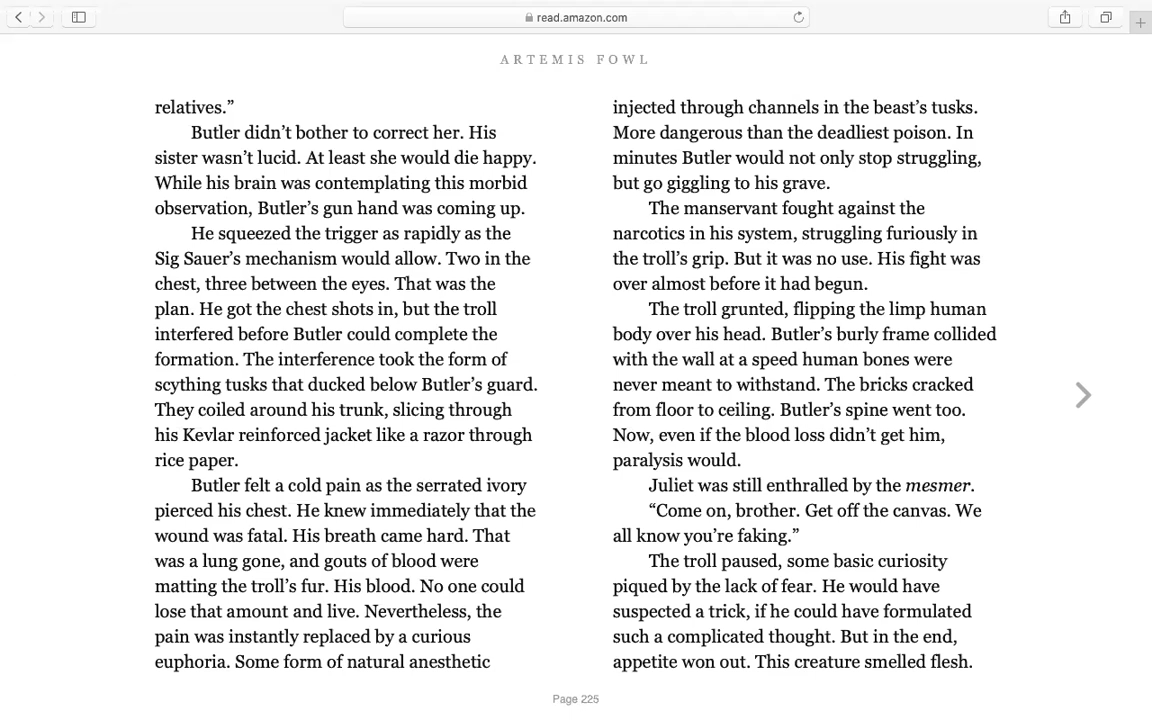 read.amazon.com
ARTEMIS FOWL
relatives.”
Butler didn’t bother to correct her. His
sister wasn’t lucid. At least she would die happy.
While his brain was contemplating this morbid
observation, Butler’s gun hand was coming up.
He squeezed the trigger as rapidly as the
Sig Sauer’s mechanism would allow. Two in the
chest, three between the eyes. That was the
plan. He got the chest shots in, but the troll
interfered before Butler could complete the
formation. The interference took the form of
scything tusks that ducked below Butler’s guard.
They coiled around his trunk, slicing through
his Kevlar reinforced jacket like a razor through
rice paper.
Butler felt a cold pain as the serrated ivory
pierced his chest. He knew immediately that the
wound was fatal. His breath came hard. That
was a lung gone, and gouts of blood were
matting the troll’s fur. His blood. No one could
lose that amount and live. Nevertheless, the
pain was instantly replaced by a curious
euphoria. Some form of natural anesthetic
injected through channels in the beast’s tusks.
More dangerous than the deadliest poison. In
minutes Butler would not only stop struggling,
but go giggling to his grave.
The manservant fought against the
narcotics in his system, struggling furiously in
the troll’s grip. But it was no use. His fight was
over almost before it had begun.
The troll grunted, flipping the limp human
body over his head. Butler’s burly frame collided
with the wall at a speed human bones were
never meant to withstand. The bricks cracked
from floor to ceiling. Butler’s spine went too.
Now, even if the blood loss didn’t get him,
paralysis would.
Juliet was still enthralled by the mesmer.
“Come on, brother. Get off the canvas. We
all know you’re faking.”
The troll paused, some basic curiosity
piqued by the lack of fear. He would have
suspected a trick, if he could have formulated
such a complicated thought. But in the end,
appetite won out. This creature smelled flesh.
Page 225